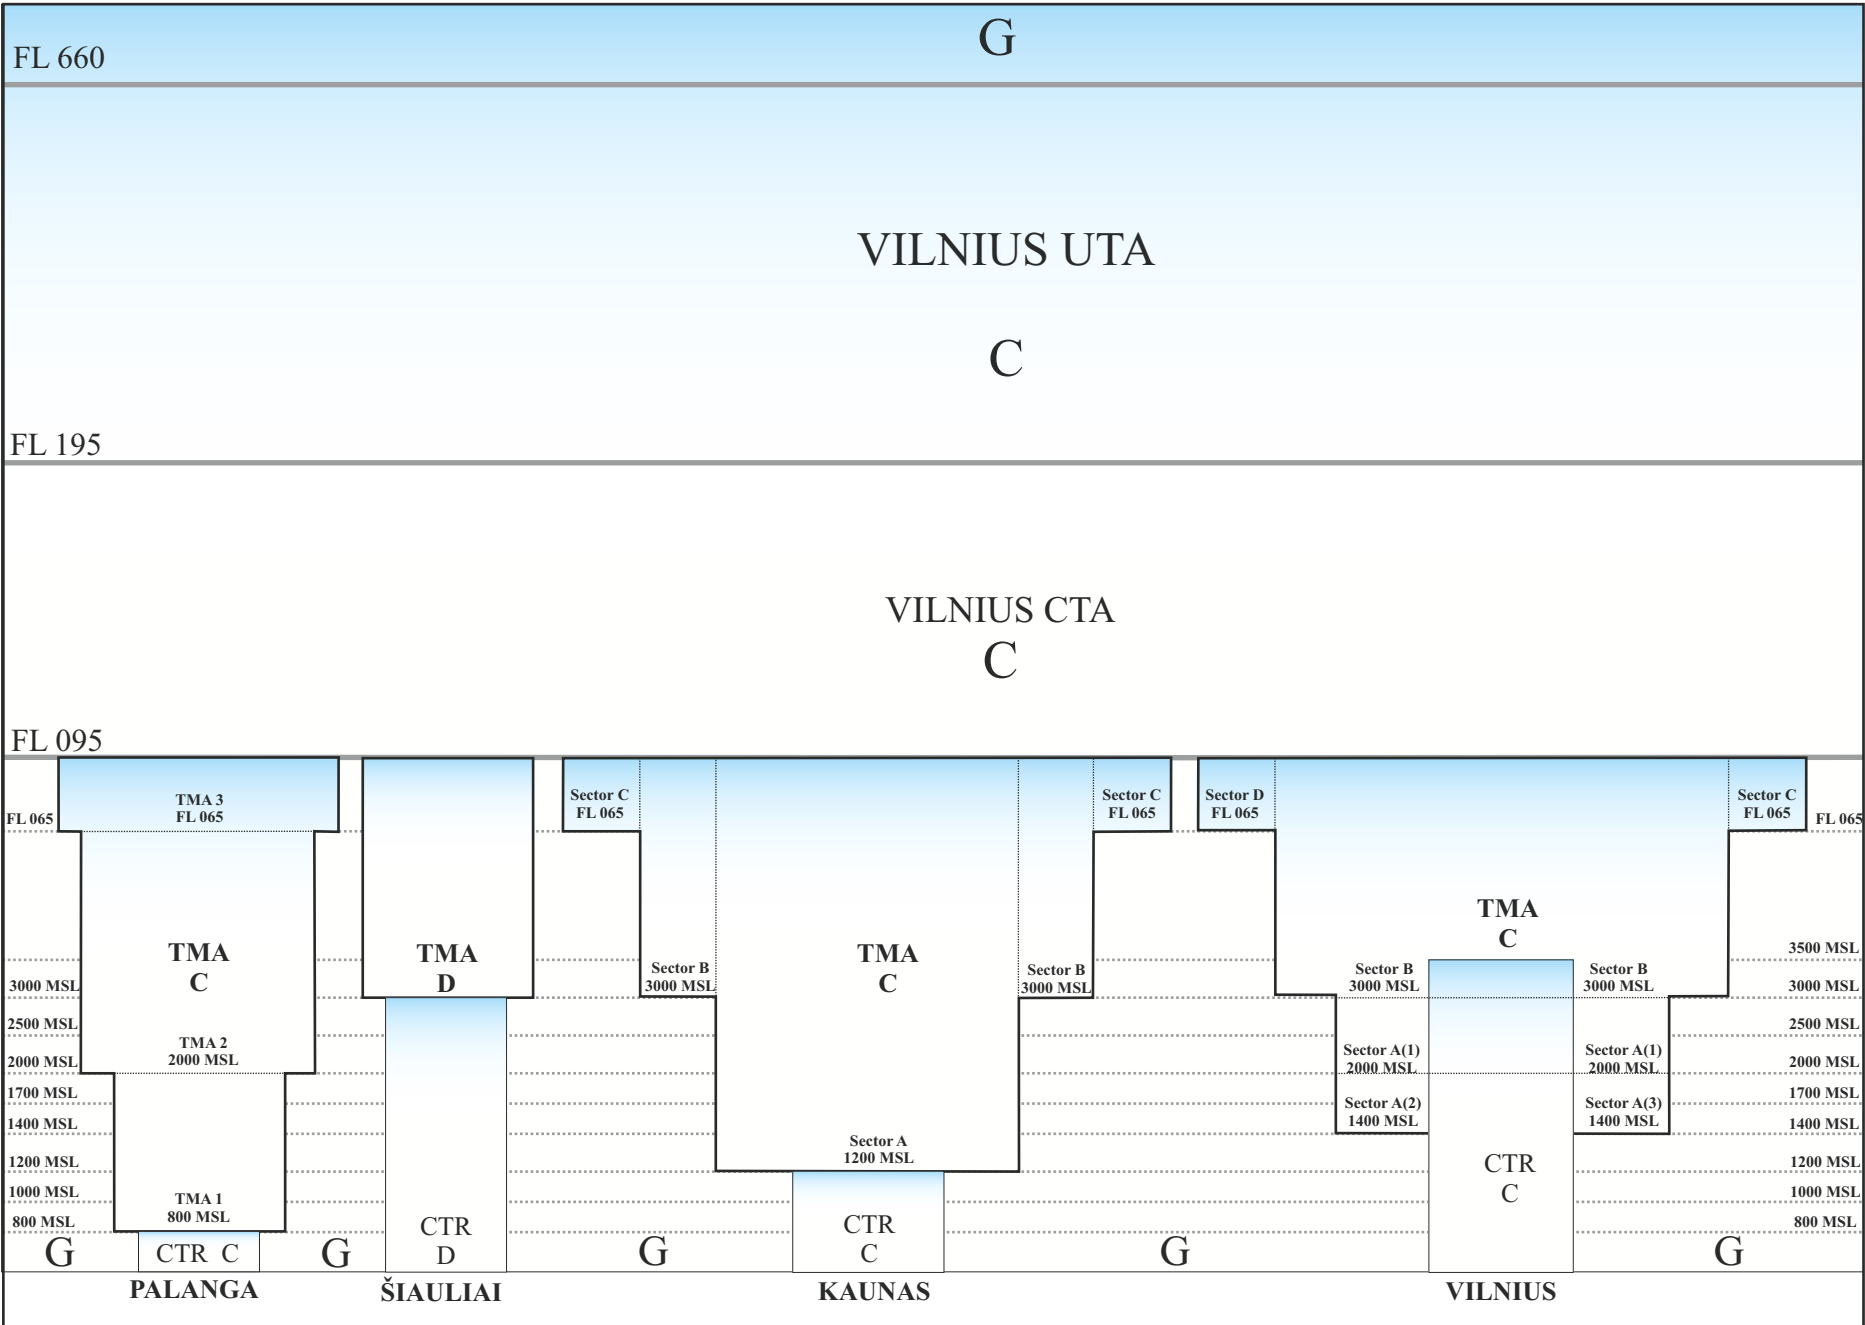 G
FL 660
VILNIUS UTA
C
FL 195
VILNIUS CTA
C
FL 095
TMA 3
FL 065
Sector C
FL 065
Sector C
FL 065
Sector D
FL 065
Sector C
FL 065
FL 065
FL 065
TMA
C
TMA
D
TMA
C
TMA
C
Sector B
3000 MSL
Sector B
3000 MSL
Sector B
3000 MSL
Sector B
3000 MSL
3500 MSL
3000 MSL
3000 MSL
2500 MSL
2500 MSL
TMA 2
2000 MSL
Sector A(1)
2000 MSL
Sector A(1)
2000 MSL
2000 MSL
2000 MSL
1700 MSL
1700 MSL
Sector A(2)
1400 MSL
Sector A(3)
1400 MSL
1400 MSL
1400 MSL
Sector A
1200 MSL
1200 MSL
1200 MSL
1000 MSL
1000 MSL
TMA 1
800 MSL
800 MSL
800 MSL
CTR
C
G
CTR C
G
CTR
D
G
CTR
C
G
G
PALANGA
ŠIAULIAI
KAUNAS
VILNIUS